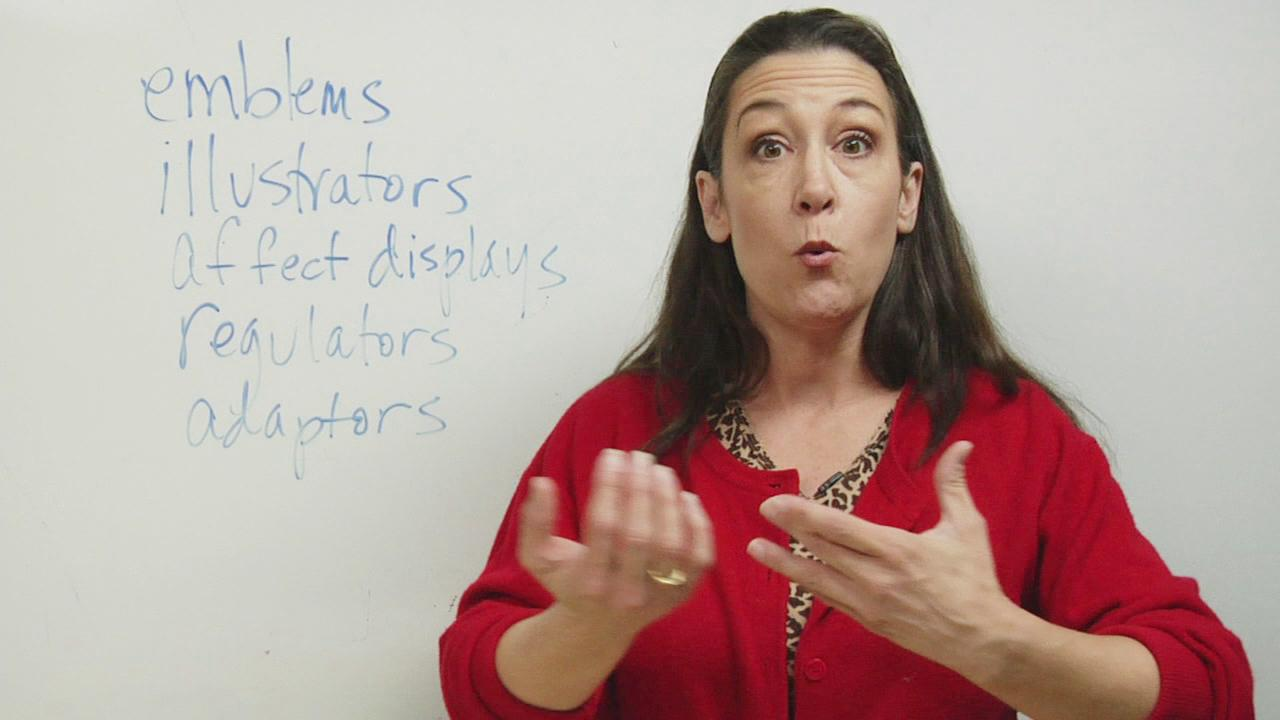 emblems
illustrators
affect displays
regulators
adaptors